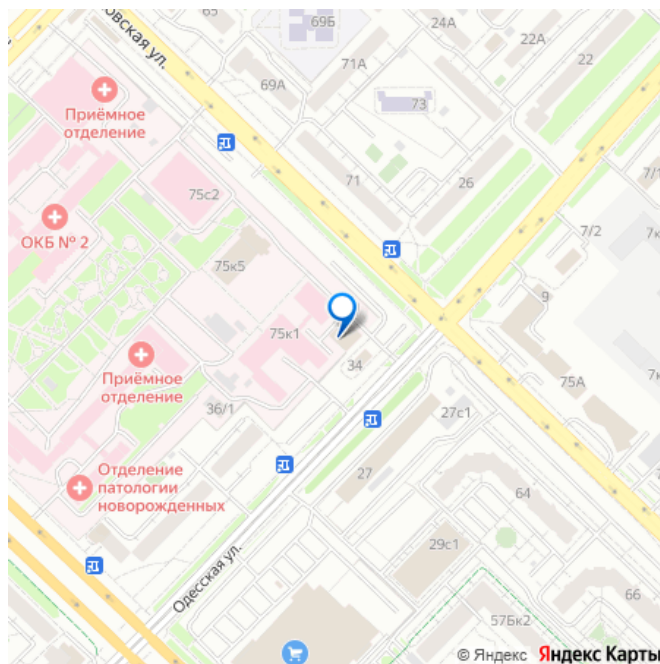 65
69Б
24А
22А
22
овская ул.
69А
71А
73
Приёмное
отделение
71
26
7/1
75с2
7/2
ОКБ № 2
75к5
9
75к1
34
75А
Приёмное
отделение
36/1
27с1
Отделение
патологии
новорожденных
27
64
29с1
Одесская ул.
66
57Бк2
© Яндекс Яндекс Карты